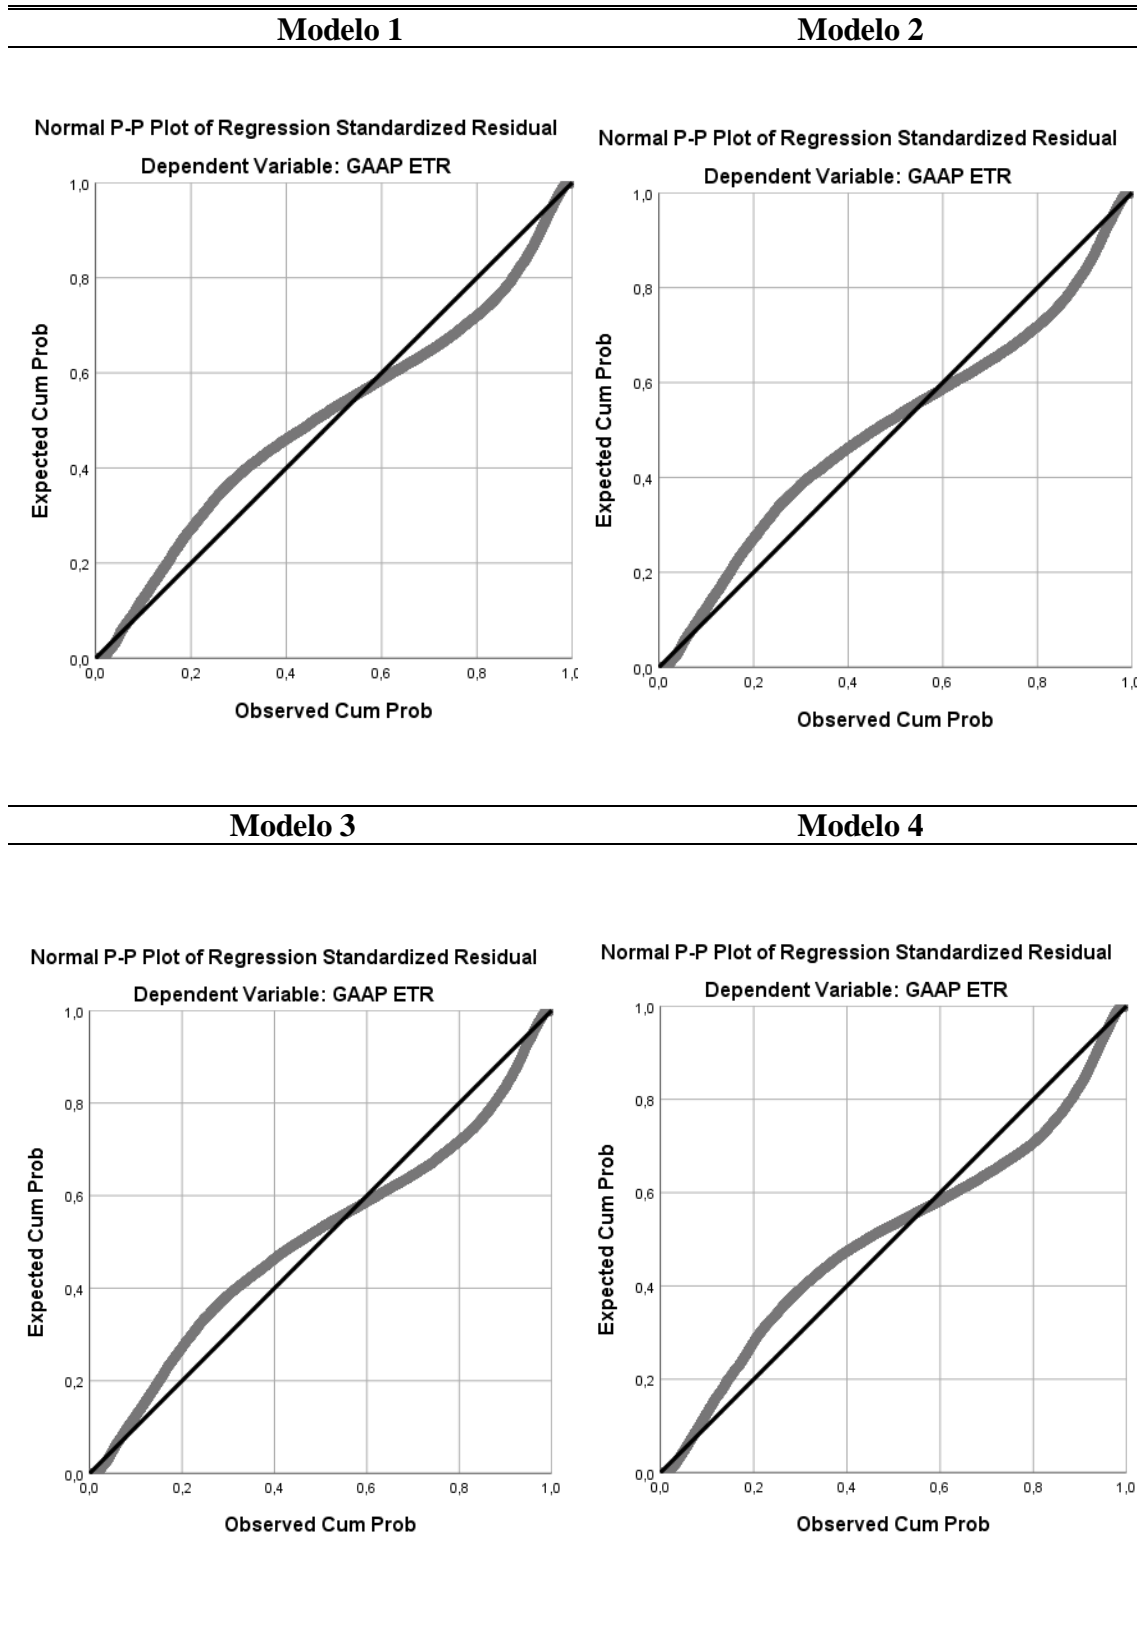 Modelo 1
Modelo 2
Normal P-P Plot of Regression Standardized Residual
Dependent Variable: GAAP ETR
1,0
0,8
0,6
0,4
0,2
0,0
Expected Cum Prob
0,0 0,2 0,4 0,6 0,8 1,0
Observed Cum Prob
Normal P-P Plot of Regression Standardized Residual
Dependent Variable: GAAP ETR
1,0
0,8
0,6
0,4
0,2
0,0
Expected Cum Prob
0,0 0,2 0,4 0,6 0,8 1,0
Observed Cum Prob
Modelo 3
Modelo 4
Normal P-P Plot of Regression Standardized Residual
Dependent Variable: GAAP ETR
1,0
0,8
0,6
0,4
0,2
0,0
Expected Cum Prob
0,0 0,2 0,4 0,6 0,8 1,0
Observed Cum Prob
Normal P-P Plot of Regression Standardized Residual
Dependent Variable: GAAP ETR
1,0
0,8
0,6
0,4
0,2
0,0
Expected Cum Prob
0,0 0,2 0,4 0,6 0,8 1,0
Observed Cum Prob